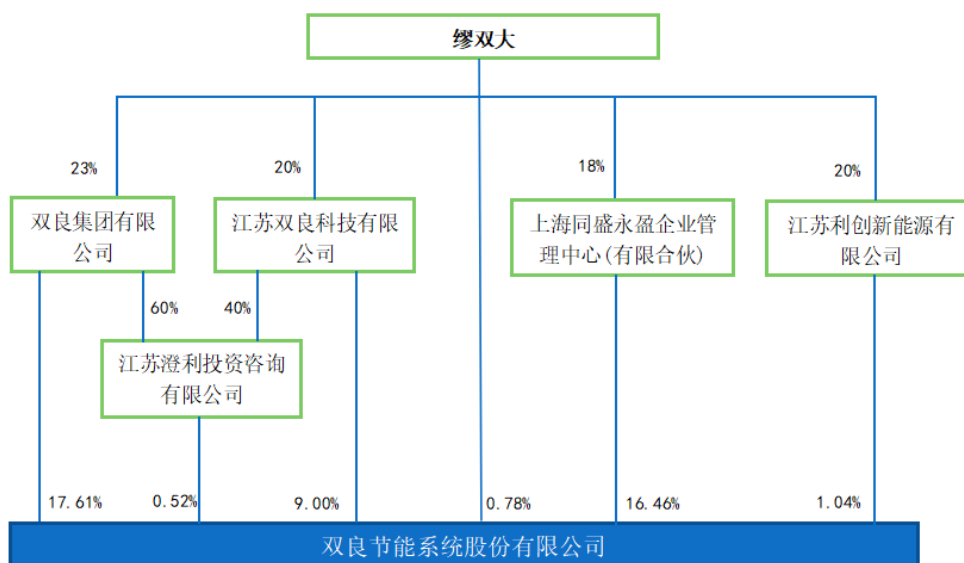 缪双大
23%
20%
18%
20%
双良集团有限
公司
江苏双良科技有限
公司
上海同盛永盈企业管
理中心(有限合伙)
江苏利创新能源有
限公司
60%
40%
江苏澄利投资咨询
有限公司
17.61%
0.52%
9.00%
0.78%
16.46%
1.04%
双良节能系统股份有限公司